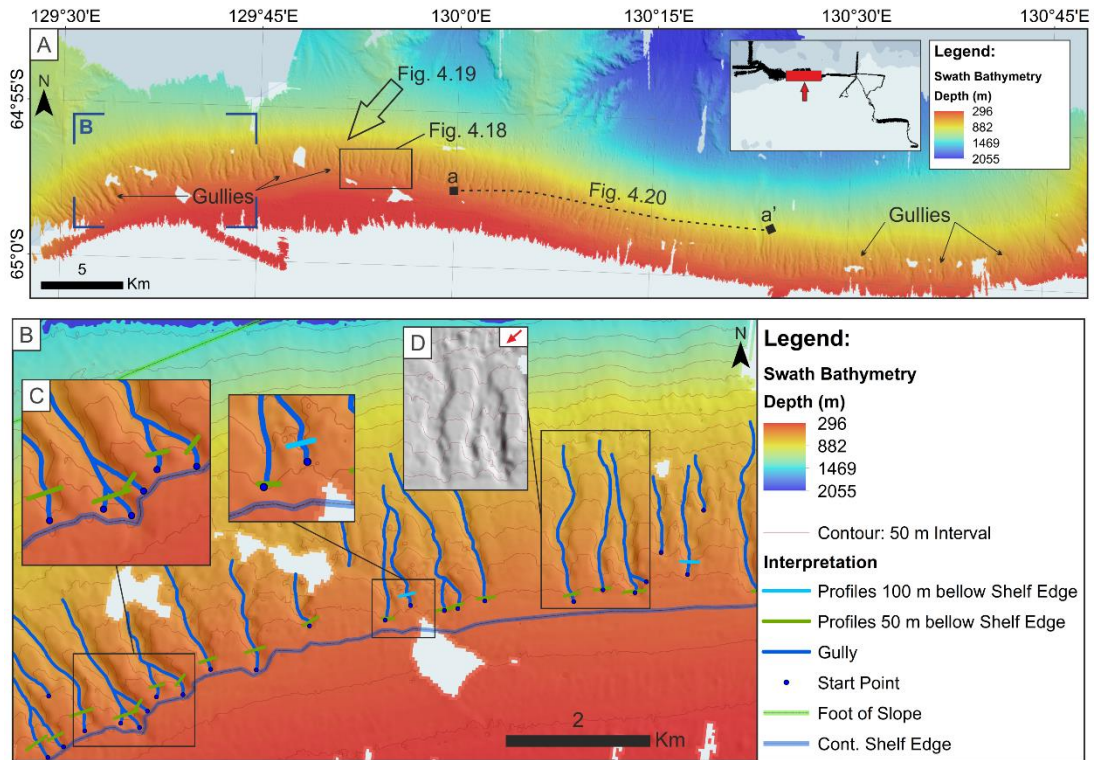 129°30' 129°45' 130°0' 130°15' 130°30' 130°45'
A
N
64°55'S
65°0'S
B
Fig. 4.19
Fig. 4.18
Gullies
a
Fig. 4.20
a'
Gullies
5
Km
Legend:
Swath Bathymetry
Depth (m)
296
882
1469
2055
B
C
D
N
2
Km
Legend:
Swath Bathymetry
Depth (m)
296
882
1469
2055
Contour: 50 m Interval
Interpretation
Profiles 100 m bellow Shelf Edge
Profiles 50 m bellow Shelf Edge
Gully
Start Point
Foot of Slope
Cont. Shelf Edge